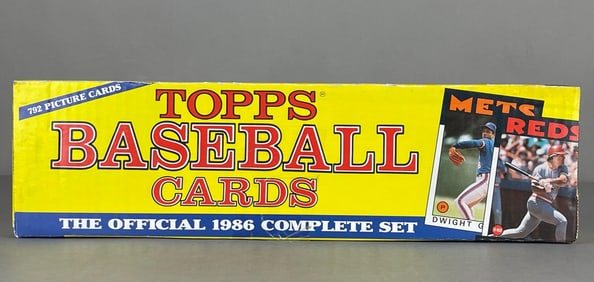 792 PICTURE CARDS
TOPPS
BASEBALL
CARDS
THE OFFICIAL 1986 COMPLETE SET
METS
REDS
P
DWIGHT G